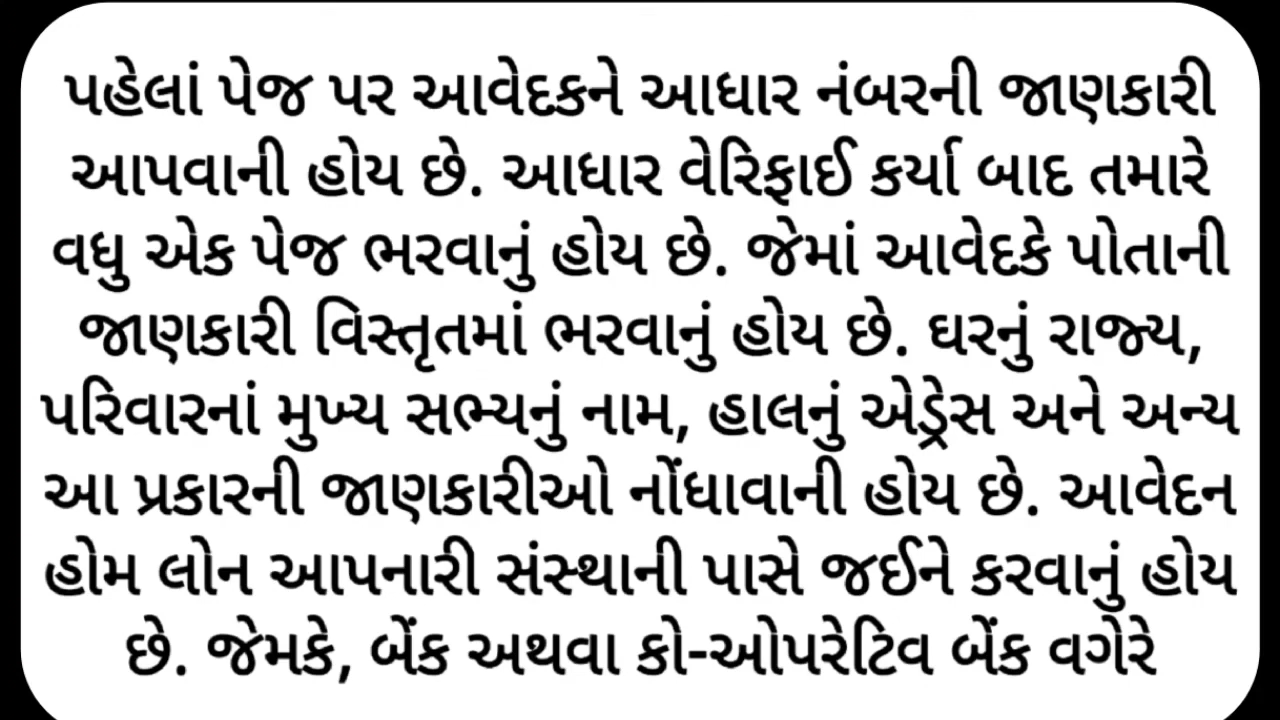 પહેલાં પેજ પર આવેદકને આધાર નંબરની જાણકારી
આપવાની હોય છે. આધાર વેરિફાઈ કર્યા બાદ તમારે
વધુ એક પેજ ભરવાનું હોય છે. જેમાં આવેદકે પોતાની
જાણકારી વિસ્તૃતમાં ભરવાનું હોય છે. ઘરનું રાજ્ય,
પરિવારનાં મુખ્ય સભ્યનું નામ, હાલનું એડ્રેસ અને અન્ય
આ પ્રકારની જાણકારીઓ નોંધાવાની હોય છે. આવેદન
હોમ લોન આપનારી સંસ્થાની પાસે જઈને કરવાનું હોય
છે. જેમકે, બેંક અથવા કો-ઓપરેટિવ બેંક વગેરે